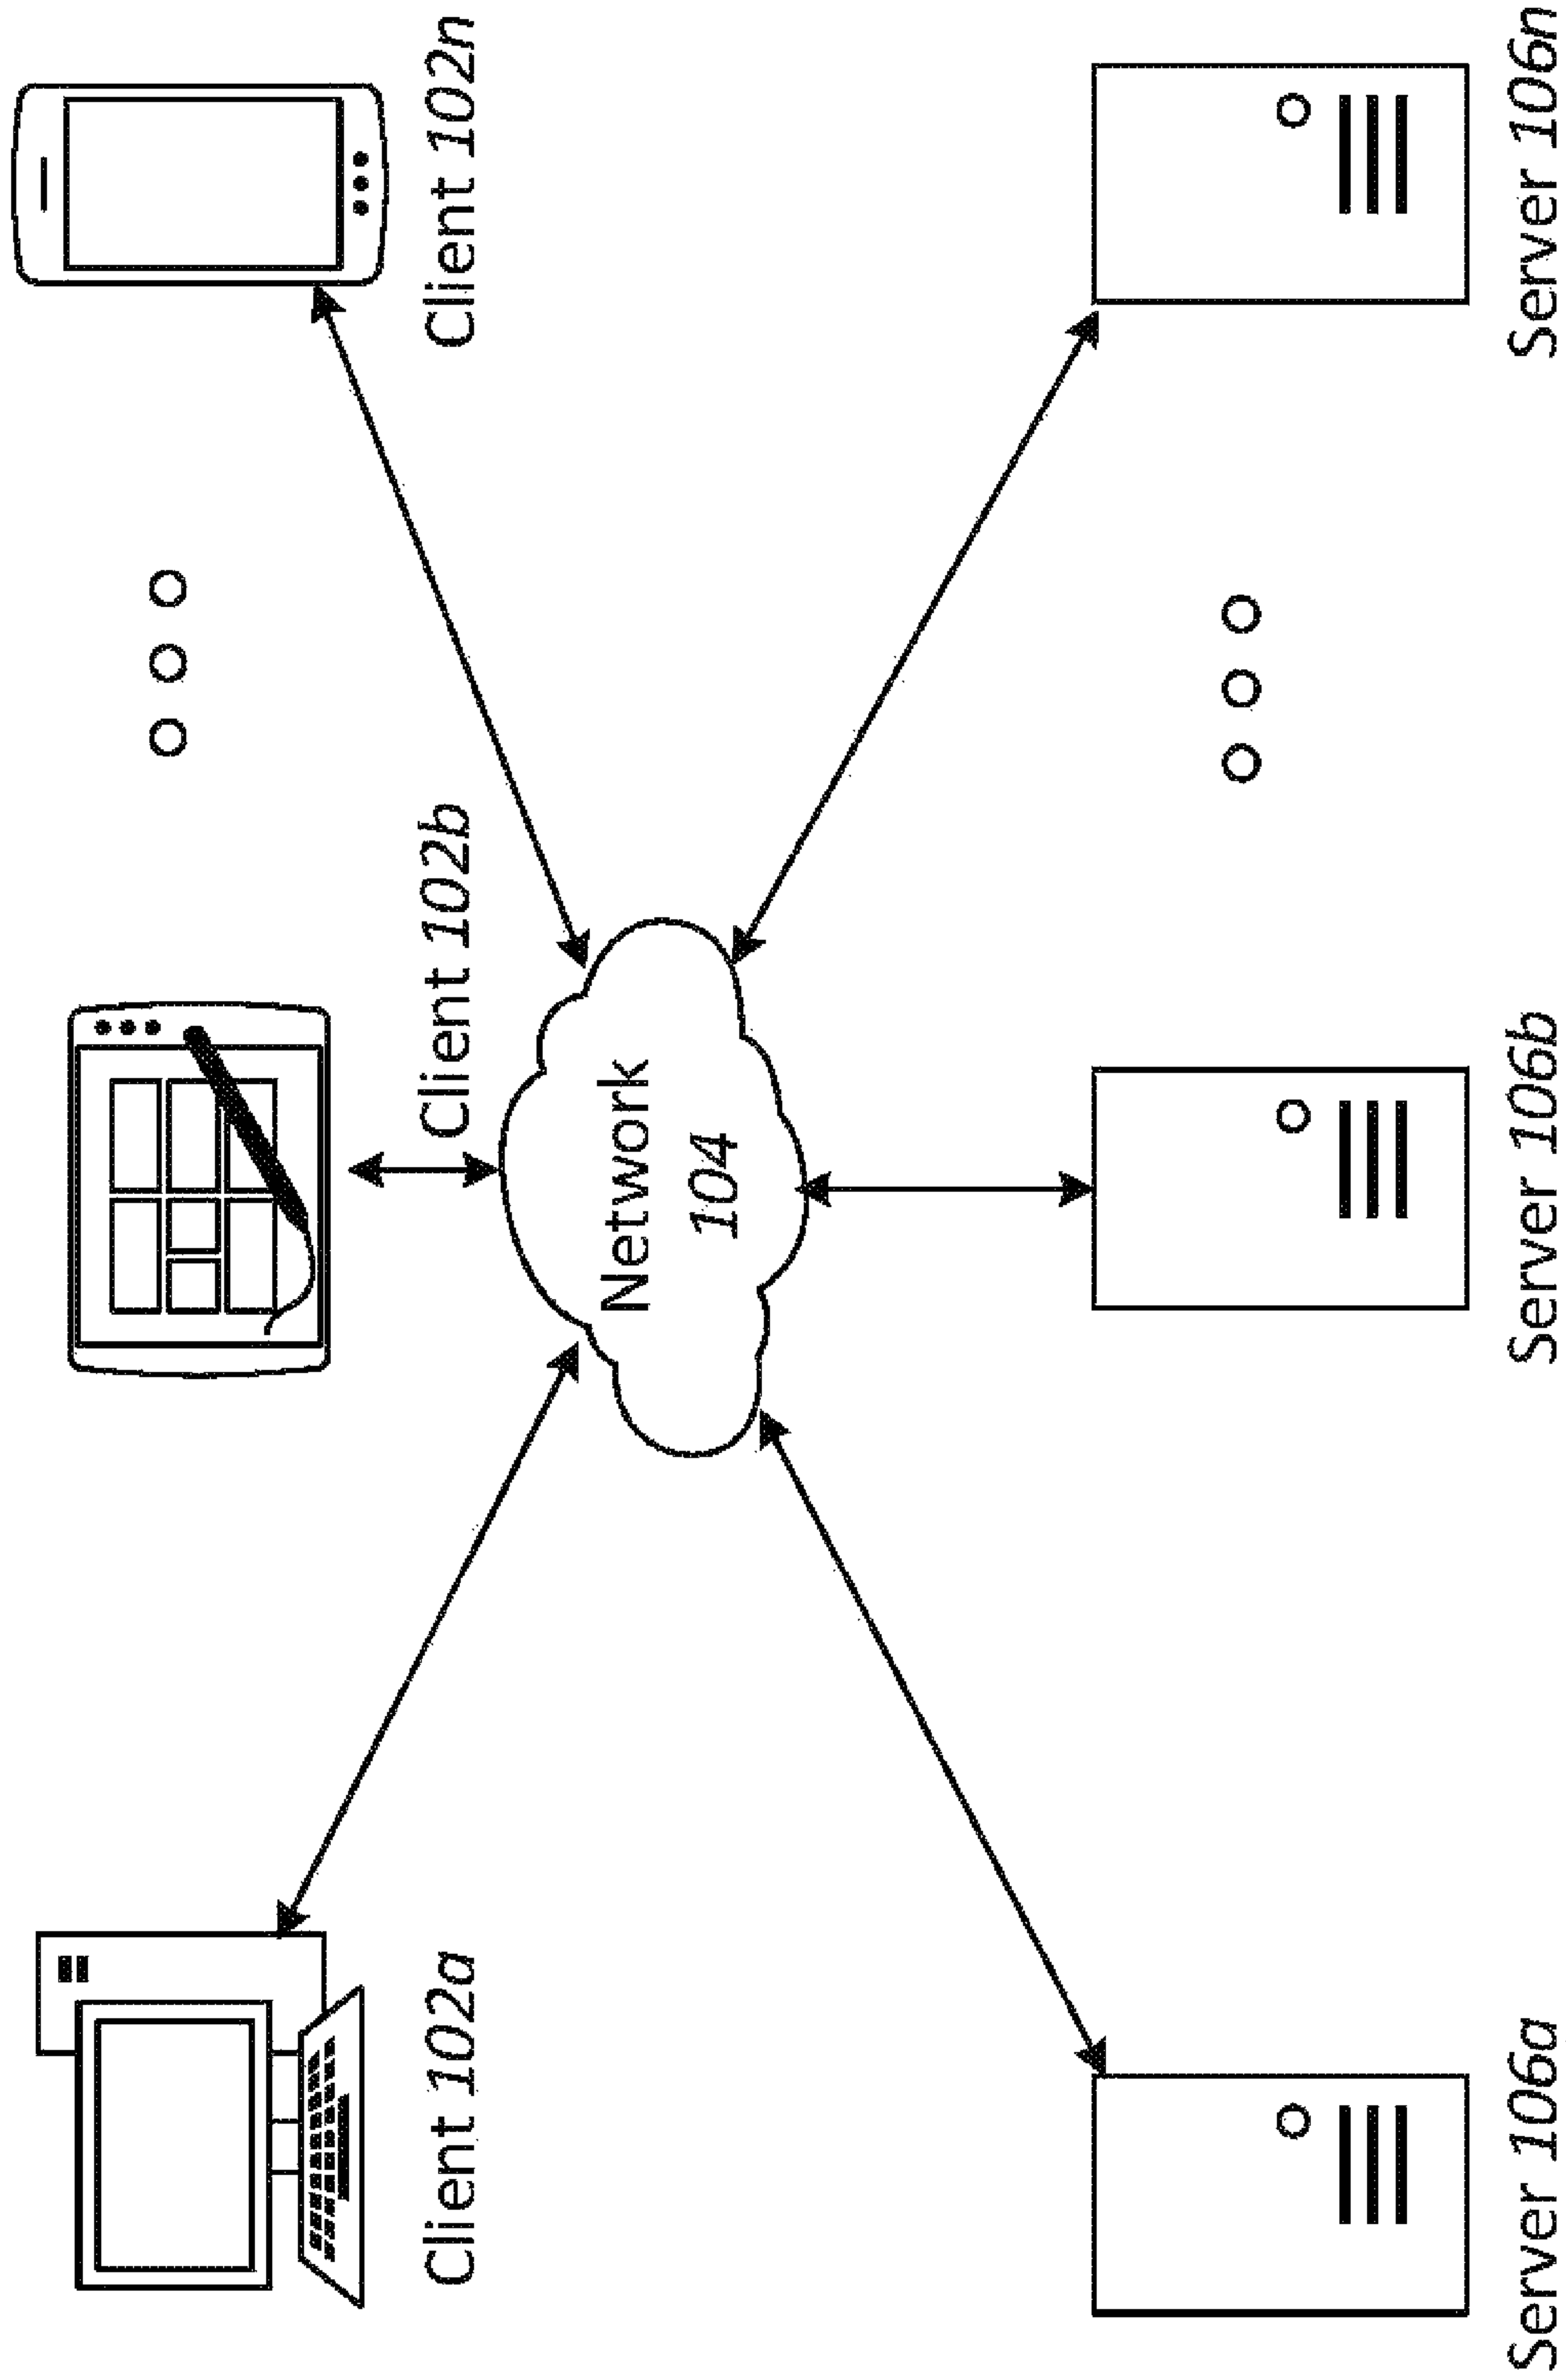 Client 102a
Client 102b
Client 102n
Network
104
Server 106a
Server 106b
Server 106n